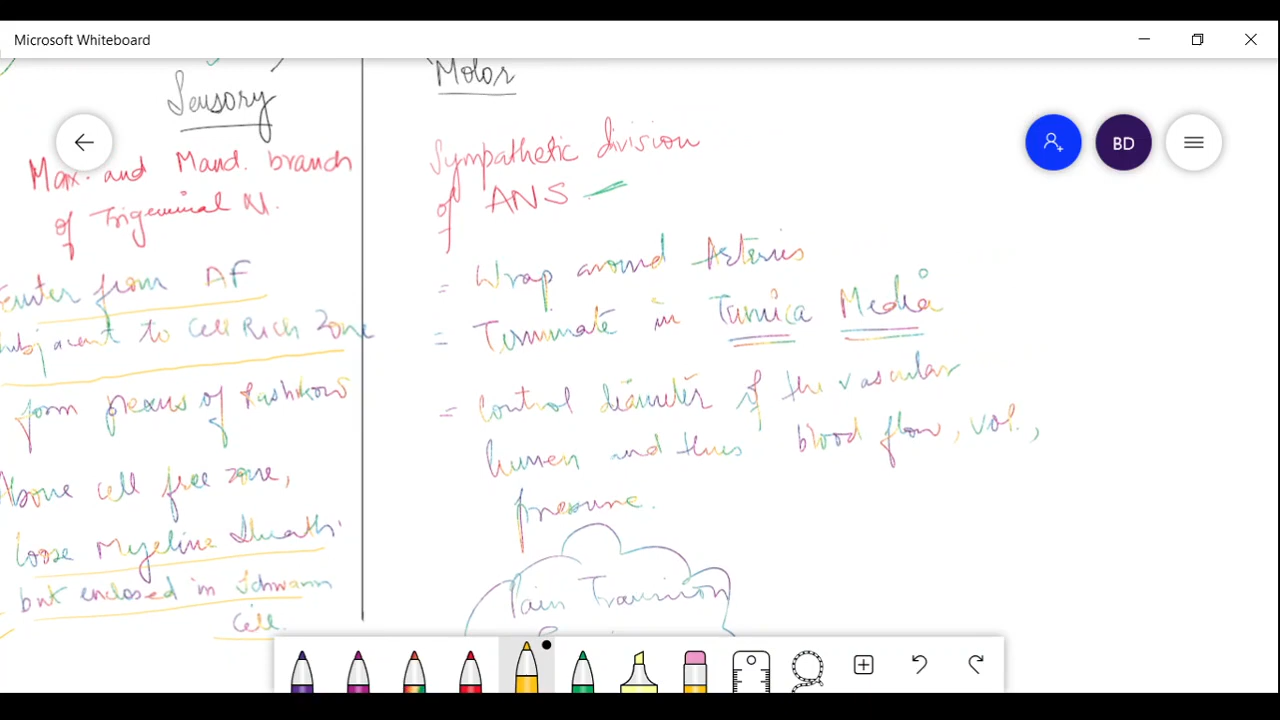 Microsoft Whiteboard
BD
Sensory
Max. and Mand. branch
of Trigeminal N.
Enter from AF
Subjacent to Cell Rich Zone
form plexus of Rashkow
Above cell free zone,
loose Myeline Sheath
but enclosed in Schwann
Cell.
Motor
Sympathetic division
of ANS
= Wrap around Arteries
= Terminate in Tunica Media
= Control diameter of the vascular
lumen and thus blood flow, vol.,
pressure.
Pain